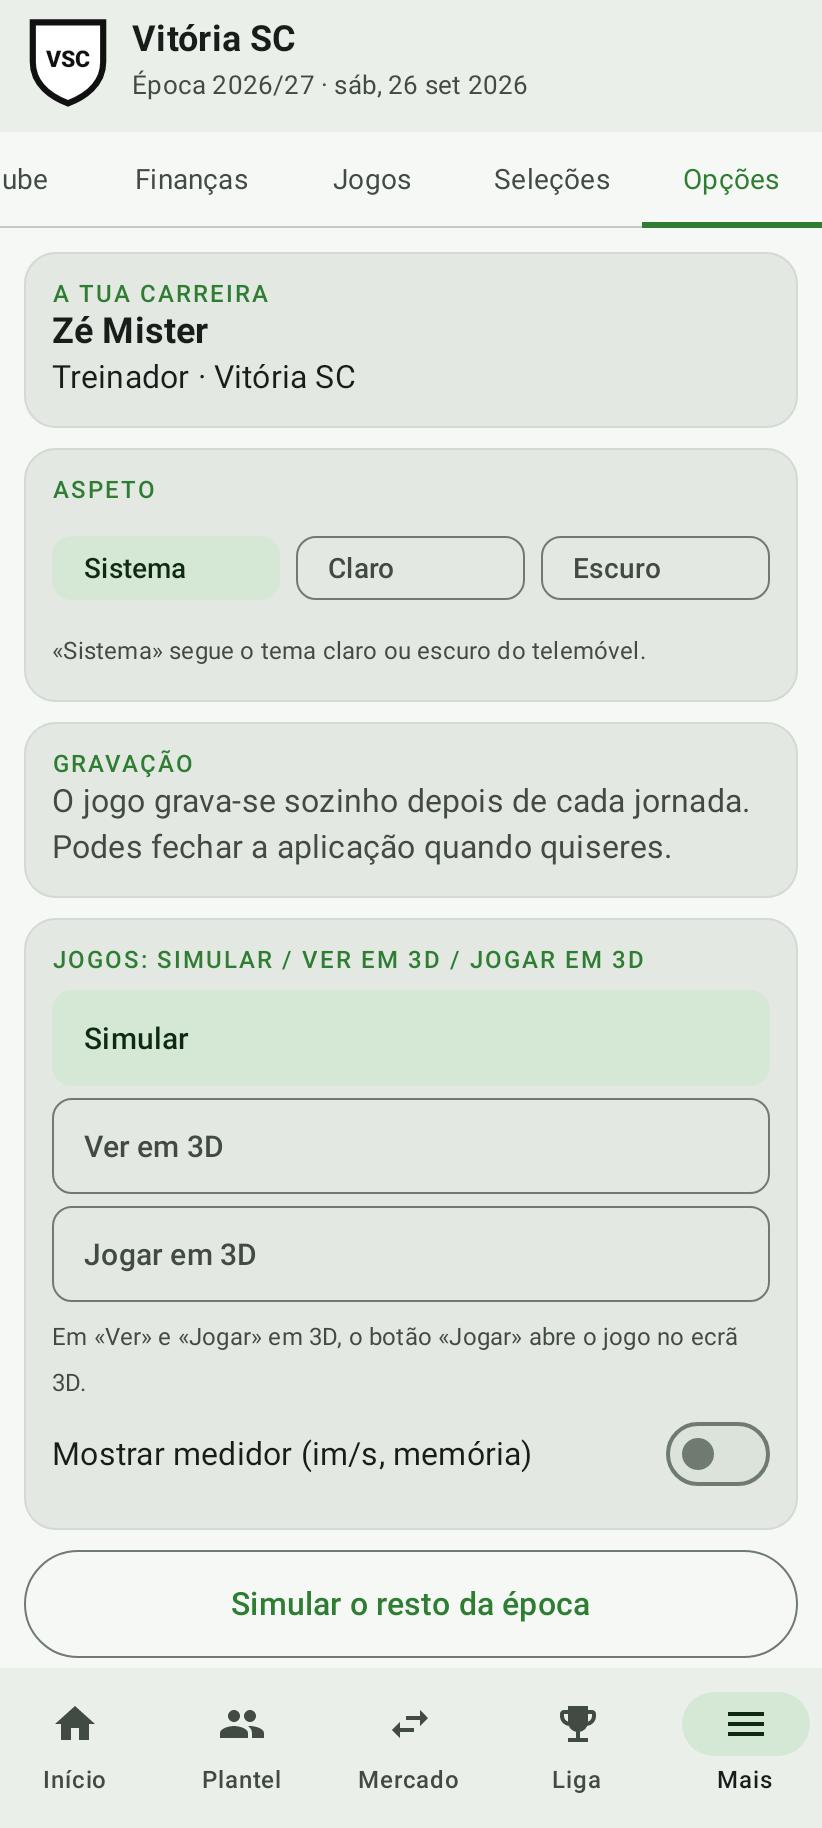 VSC
Vitória SC
Época 2026/27 · sáb, 26 set 2026
ube
Finanças
Jogos
Seleções
Opções
A TUA CARREIRA
Zé Mister
Treinador · Vitória SC
ASPETO
Sistema
Claro
Escuro
«Sistema» segue o tema claro ou escuro do telemóvel.
GRAVAÇÃO
O jogo grava-se sozinho depois de cada jornada.
Podes fechar a aplicação quando quiseres.
JOGOS: SIMULAR / VER EM 3D / JOGAR EM 3D
Simular
Ver em 3D
Jogar em 3D
Em «Ver» e «Jogar» em 3D, o botão «Jogar» abre o jogo no ecrã
3D.
Mostrar medidor (im/s, memória)
Simular o resto da época
Início
Plantel
Mercado
Liga
Mais